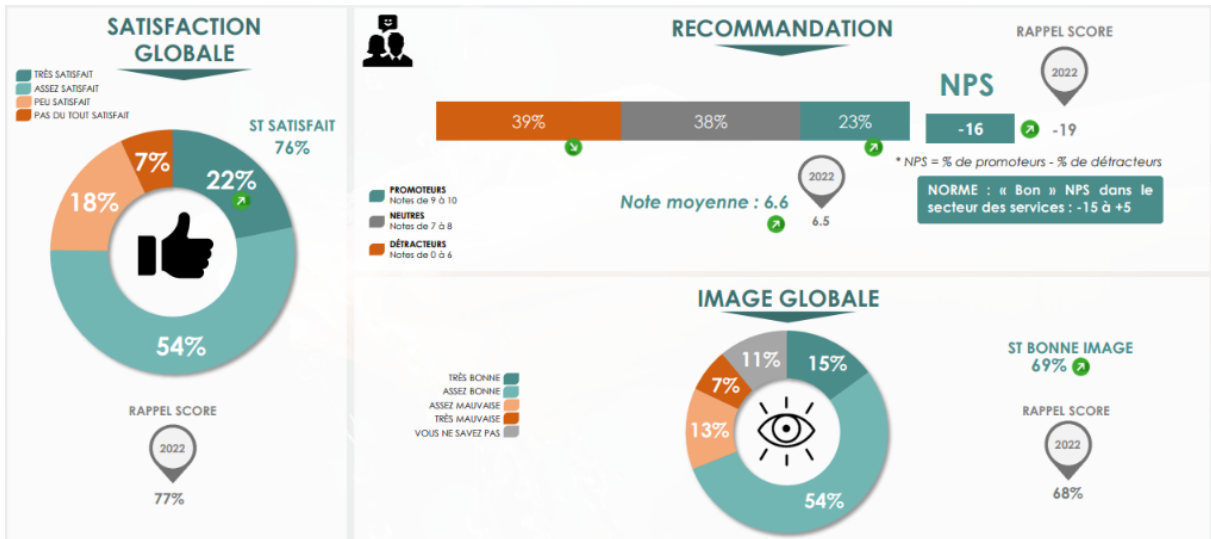 SATISFACTION
GLOBALE
TRÈS SATISFAIT
ASSEZ SATISFAIT
PEU SATISFAIT
PAS DU TOUT SATISFAIT
ST SATISFAIT
76%
7%
22%
18%
54%
RAPPEL SCORE
2022
77%
RECOMMANDATION
RAPPEL SCORE
2022
NPS
39%
38%
23%
-16
-19
* NPS = % de promoteurs - % de détracteurs
PROMOTEURS
Notes de 9 à 10
NEUTRES
Notes de 7 à 8
DÉTRACTEURS
Notes de 0 à 6
Note moyenne : 6.6
2022
6.5
NORME : « Bon » NPS dans le
secteur des services : -15 à +5
IMAGE GLOBALE
TRÈS BONNE
ASSEZ BONNE
ASSEZ MAUVAISE
TRÈS MAUVAISE
VOUS NE SAVEZ PAS
11%
15%
7%
13%
54%
ST BONNE IMAGE
69%
RAPPEL SCORE
2022
68%